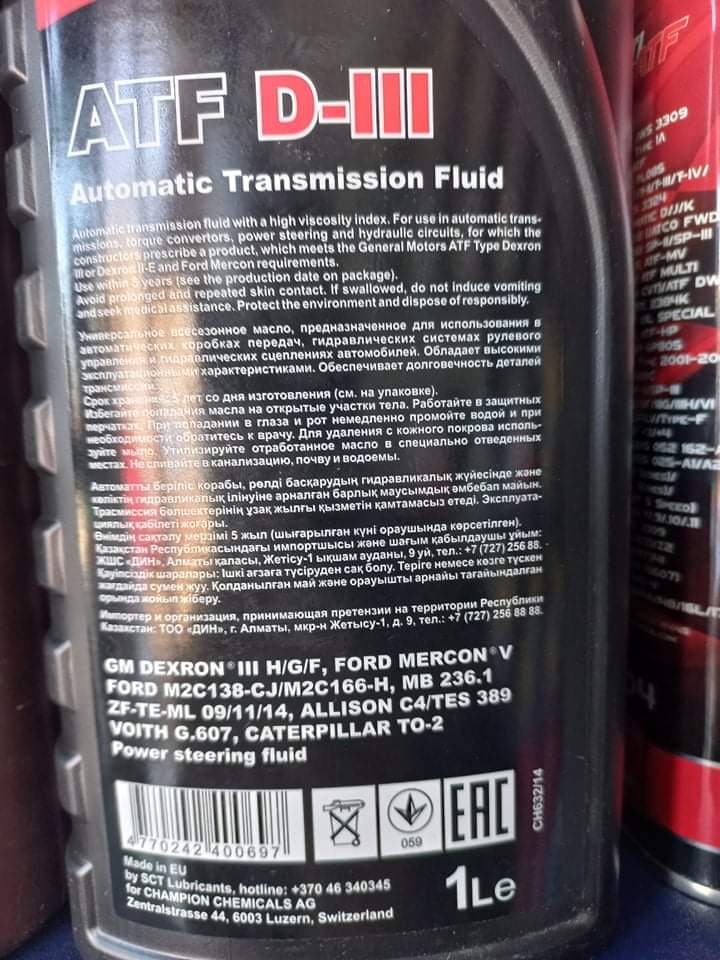 ATF D-III
Automatic Transmission Fluid
Automatic transmission fluid with a high viscosity index. For use in automatic trans-
missions, torque convertors, power steering and hydraulic circuits, for which the
constructors prescribe a product, which meets the General Motors ATF Type Dexron
III or Dexron II-E and Ford Mercon requirements.
Use within 5 years (see the production date on package).
Avoid prolonged and repeated skin contact. If swallowed, do not induce vomiting
and seek medical assistance. Protect the environment and dispose of responsibly.
Универсальное всесезонное масло, предназначенное для использования в
автоматических коробках передач, гидравлических системах рулевого
управления и гидравлических сцеплениях автомобилей. Обладает высокими
эксплуатационными характеристиками. Обеспечивает долговечность деталей
трансмиссии.
Срок хранения: 5 лет со дня изготовления (см. на упаковке).
Избегайте попадания масла на открытые участки тела. Работайте в защитных
перчатках. При попадании в глаза и рот немедленно промойте водой и при
необходимости обратитесь к врачу. Для удаления с кожного покрова исполь-
зуйте мыло. Утилизируйте отработанное масло в специально отведенных
местах. Не сливайте в канализацию, почву и водоемы.
Автоматты беріліс қорабы, рөлді басқарудың гидравликалық жүйесінде және
көліктің гидравликалық ілінуіне арналған барлық маусымдық әмбебап майын.
Трасмиссия бөлшектерінің ұзақ жылғы қызметін қамтамасыз етеді. Эксплуата-
циялық қабілеті жоғары.
Өнімдің сақталу мерзімі 5 жыл (шығарылған күні ораушында көрсетілген).
Қазақстан Республикасындағы импортшысы және шағым қабылдаушы ұйым:
ЖШС «ДИН», Алматы қаласы, Жетісу-1 ықшам ауданы, 9 уй, тел.: +7 (727) 256 88.
Қауіпсіздік шаралары: Ішкі ағзаға түсіруден сақ болу. Теріге немесе көзге түскен
жағдайда сумен жуу. Қолданылған май және орауышты арнайы тағайындалған
орында жойып жіберу.
Импортер и организация, принимающая претензии на территории Республики
Казахстан: ТОО «ДИН», г. Алматы, мкр-н Жетысу-1, д. 9, тел.: +7 (727) 256 88 88.
GM DEXRON® III H/G/F, FORD MERCON® V
FORD M2C138-CJ/M2C166-H, MB 236.1
ZF-TE-ML 09/11/14, ALLISON C4/TES 389
VOITH G.607, CATERPILLAR TO-2
Power steering fluid
4 770242 400697
059
EAC
CH632/14
Made in EU
by SCT Lubricants, hotline: +370 46 340345
for CHAMPION CHEMICALS AG
Zentralstrasse 44, 6003 Luzern, Switzerland
1Le
ATF
3309
SP-II/SP-III
ATF-MV
ATF MULTI
SPECIAL